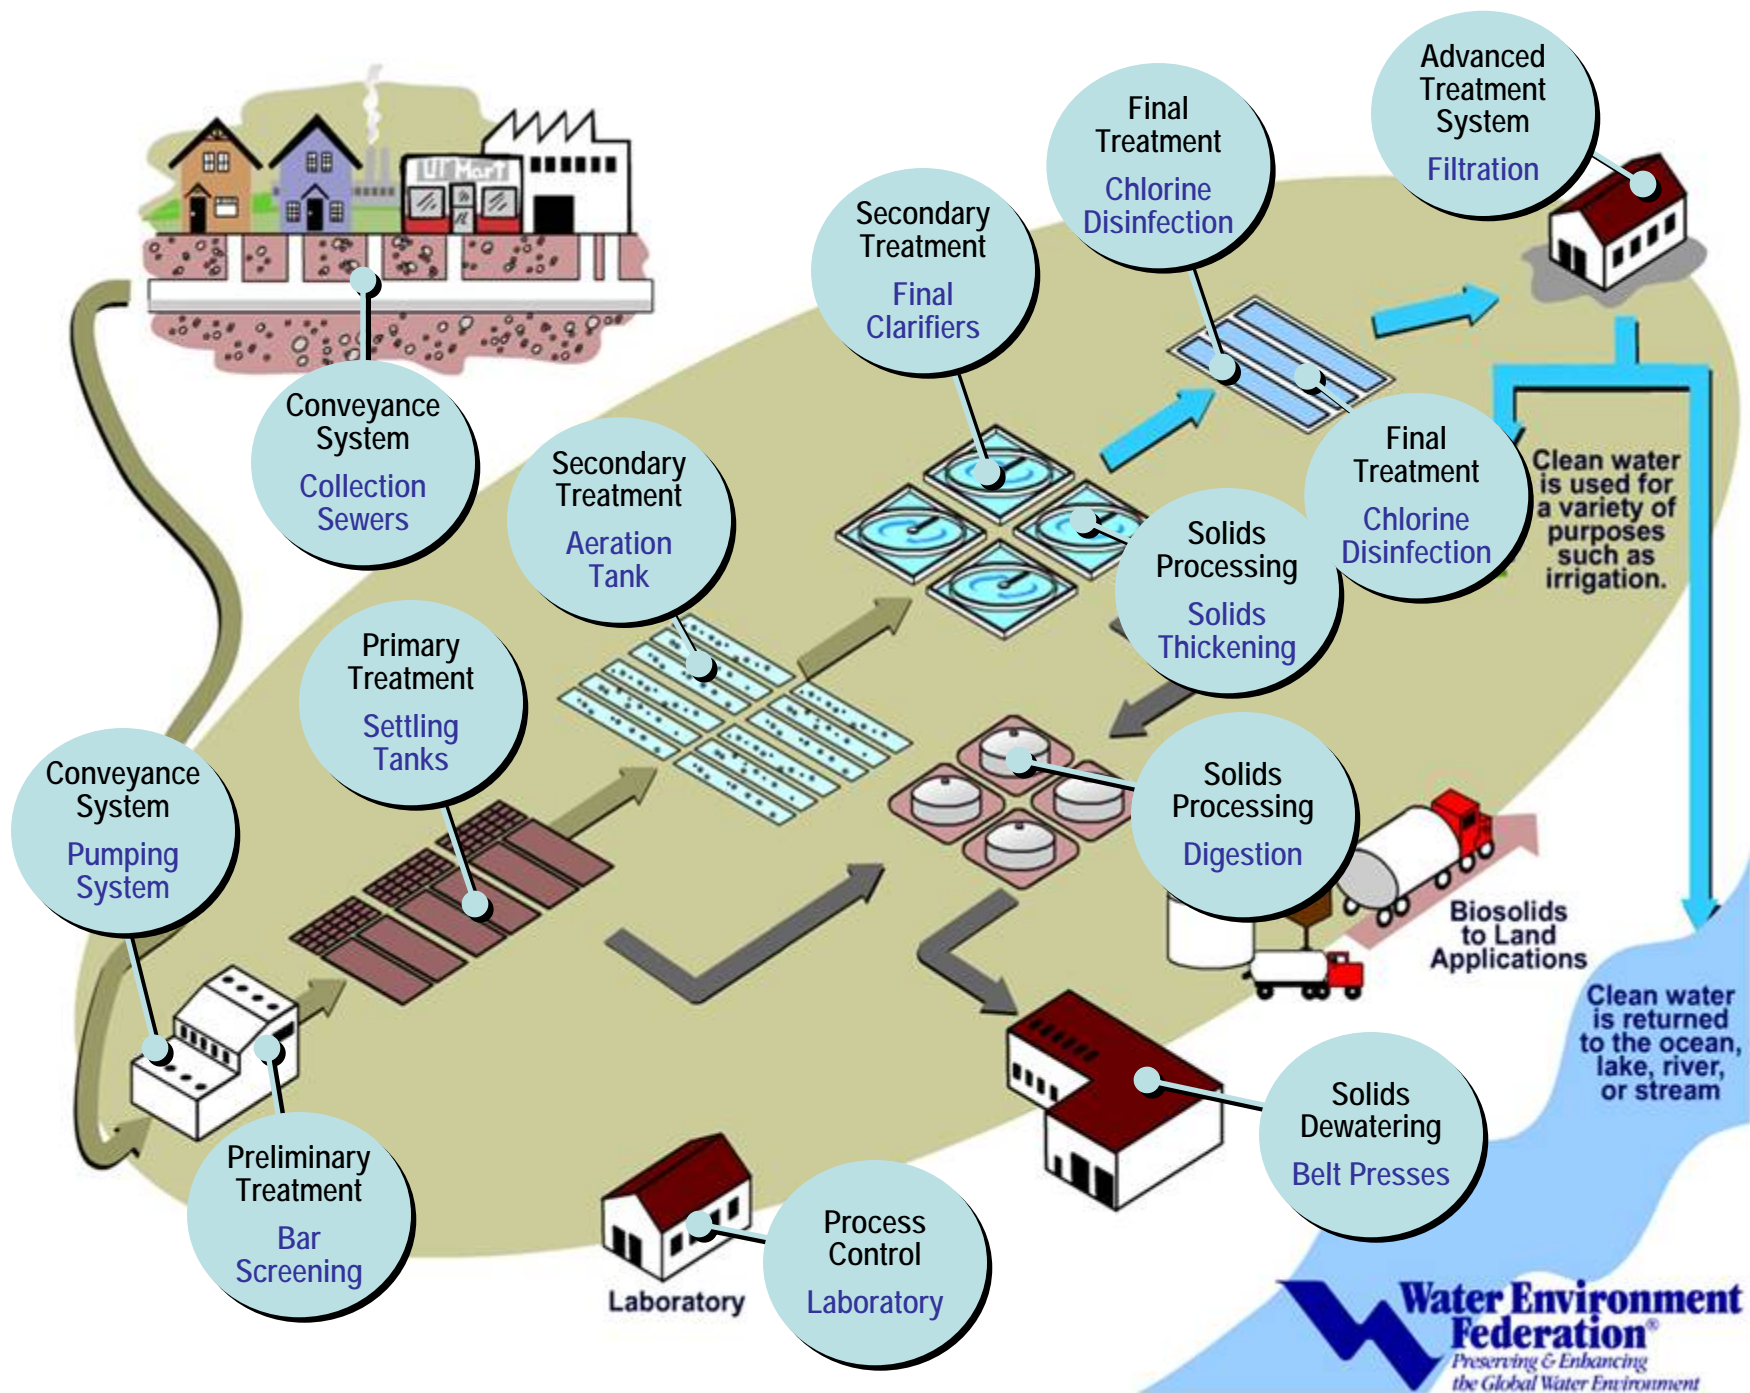 Advanced
Treatment
System
Filtration
Final
Treatment
Chlorine
Disinfection
Secondary
Treatment
Final
Clarifiers
Lil' Mart
Conveyance
System
Collection
Sewers
Secondary
Treatment
Aeration
Tank
Final
Treatment
Chlorine
Disinfection
Clean water
is used for
a variety of
purposes
such as
irrigation.
Solids
Processing
Solids
Thickening
Primary
Treatment
Settling
Tanks
Conveyance
System
Pumping
System
Solids
Processing
Digestion
Biosolids
to Land
Applications
Clean water
is returned
to the ocean,
lake, river,
or stream
Solids
Dewatering
Belt Presses
Preliminary
Treatment
Bar
Screening
Process
Control
Laboratory
Laboratory
Water Environment
Federation®
Preserving & Enhancing
the Global Water Environment